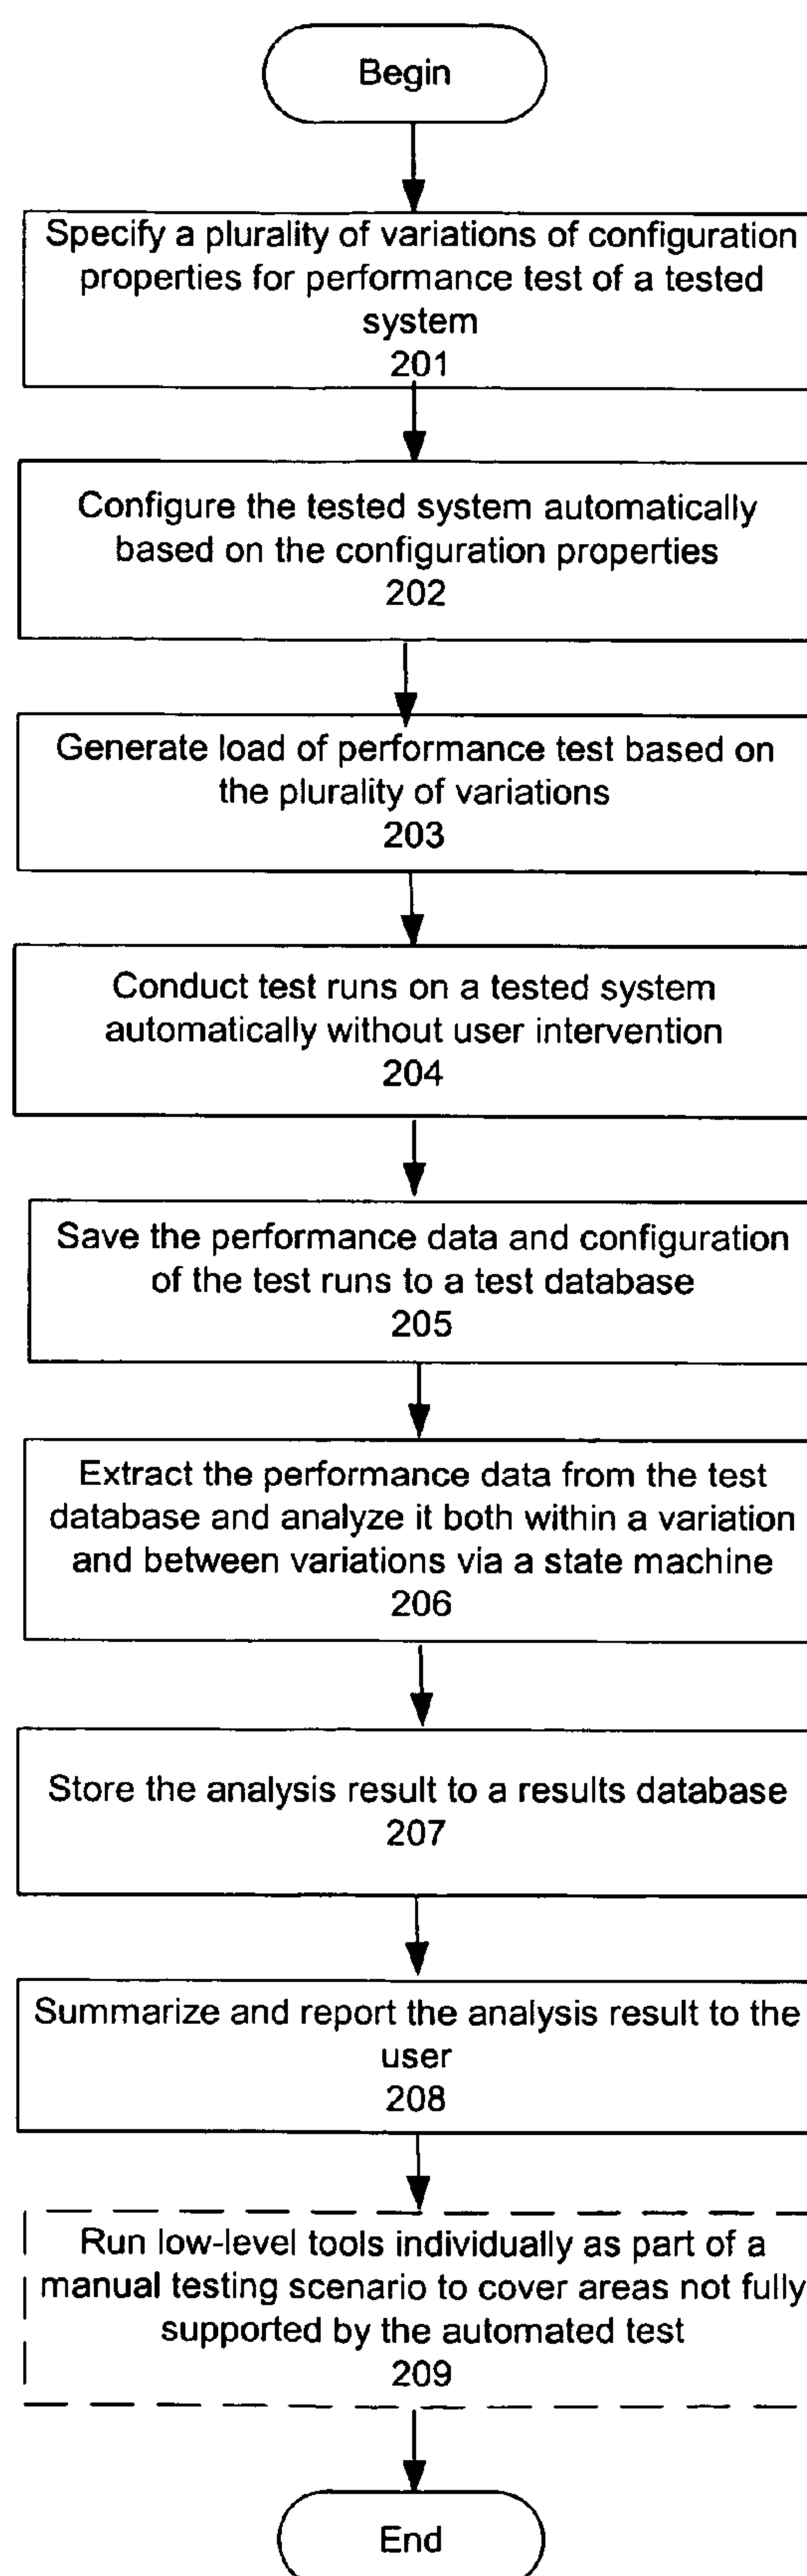 Begin
Specify a plurality of variations of configuration
properties for performance test of a tested
system
201
Configure the tested system automatically
based on the configuration properties
202
Generate load of performance test based on
the plurality of variations
203
Conduct test runs on a tested system
automatically without user intervention
204
Save the performance data and configuration
of the test runs to a test database
205
Extract the performance data from the test
database and analyze it both within a variation
and between variations via a state machine
206
Store the analysis result to a results database
207
Summarize and report the analysis result to the
user
208
Run low-level tools individually as part of a
manual testing scenario to cover areas not fully
supported by the automated test
209
End